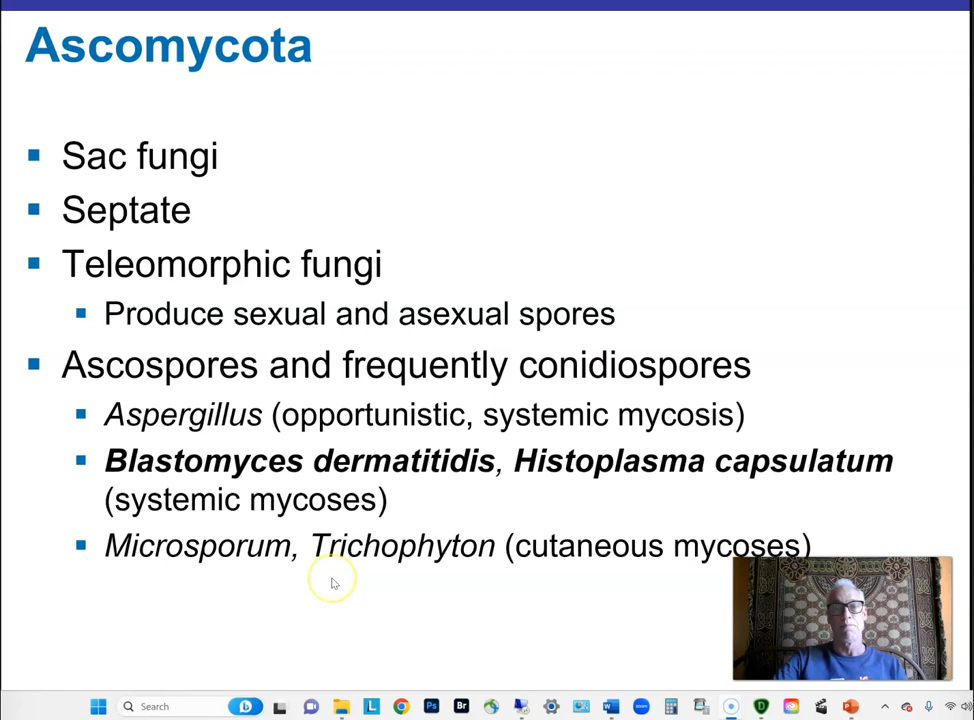 Ascomycota
Sac fungi
Septate
Teleomorphic fungi
Produce sexual and asexual spores
Ascospores and frequently conidiospores
Aspergillus (opportunistic, systemic mycosis)
Blastomyces dermatitidis, Histoplasma capsulatum
(systemic mycoses)
Microsporum, Trichophyton (cutaneous mycoses)
Search